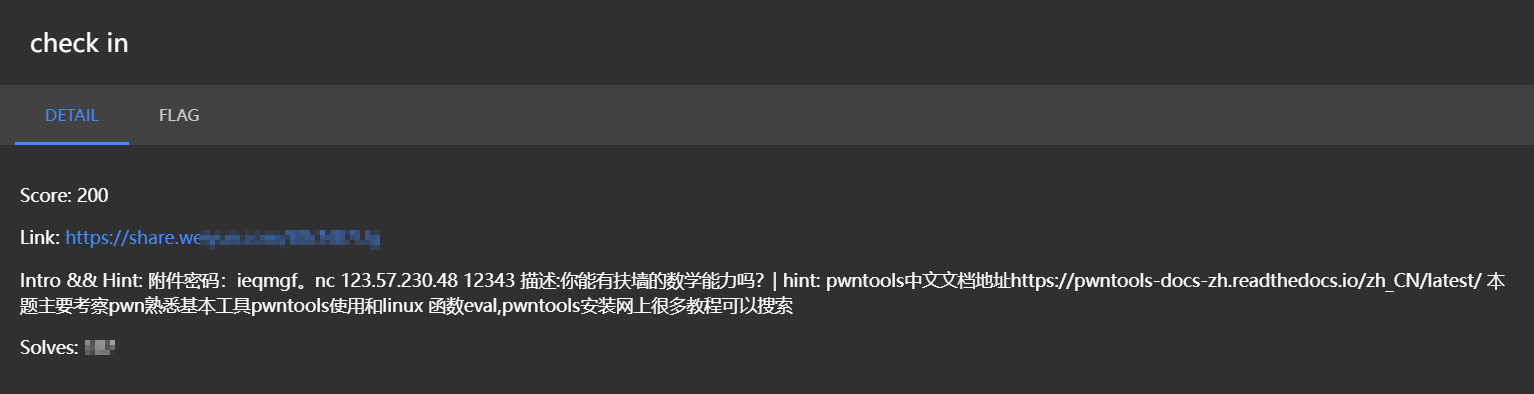 check in
DETAIL FLAG
Score: 200
Link: https://share.we
Intro && Hint: 附件密码：ieqmgf。nc 123.57.230.48 12343 描述:你能有扶墙的数学能力吗？| hint: pwntools中文文档地址https://pwntools-docs-zh.readthedocs.io/zh_CN/latest/ 本
题主要考察pwn熟悉基本工具pwntools使用和linux 函数eval,pwntools安装网上很多教程可以搜索
Solves: